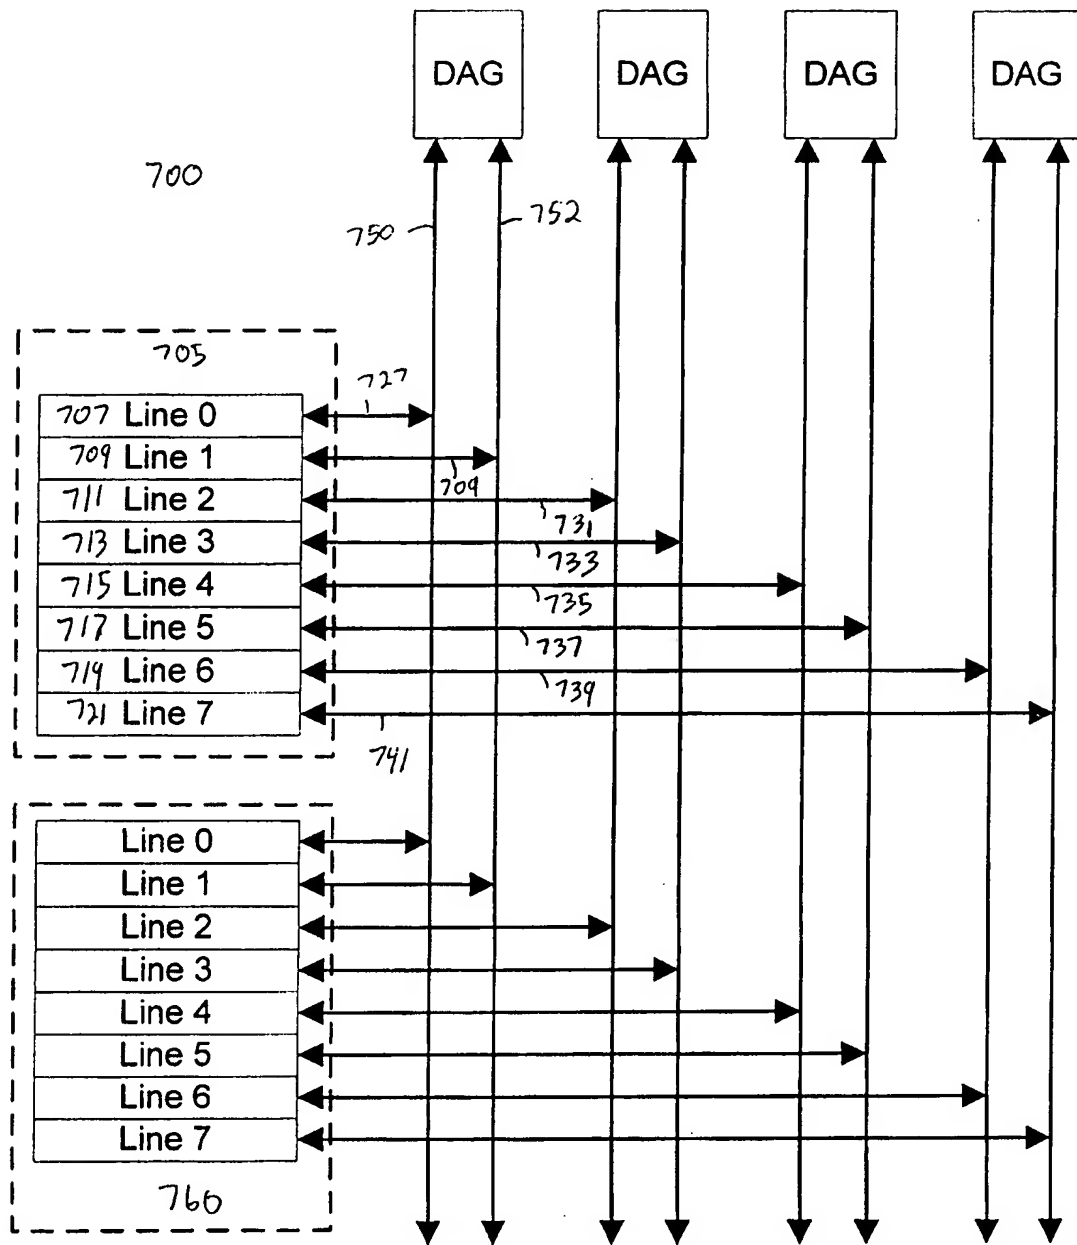 DAG DAG DAG DAG
700
750
752
705
727
707 Line 0
709 Line 1
709
711 Line 2
731
713 Line 3
733
715 Line 4
735
717 Line 5
737
719 Line 6
739
721 Line 7
741
Line 0
Line 1
Line 2
Line 3
Line 4
Line 5
Line 6
Line 7
760